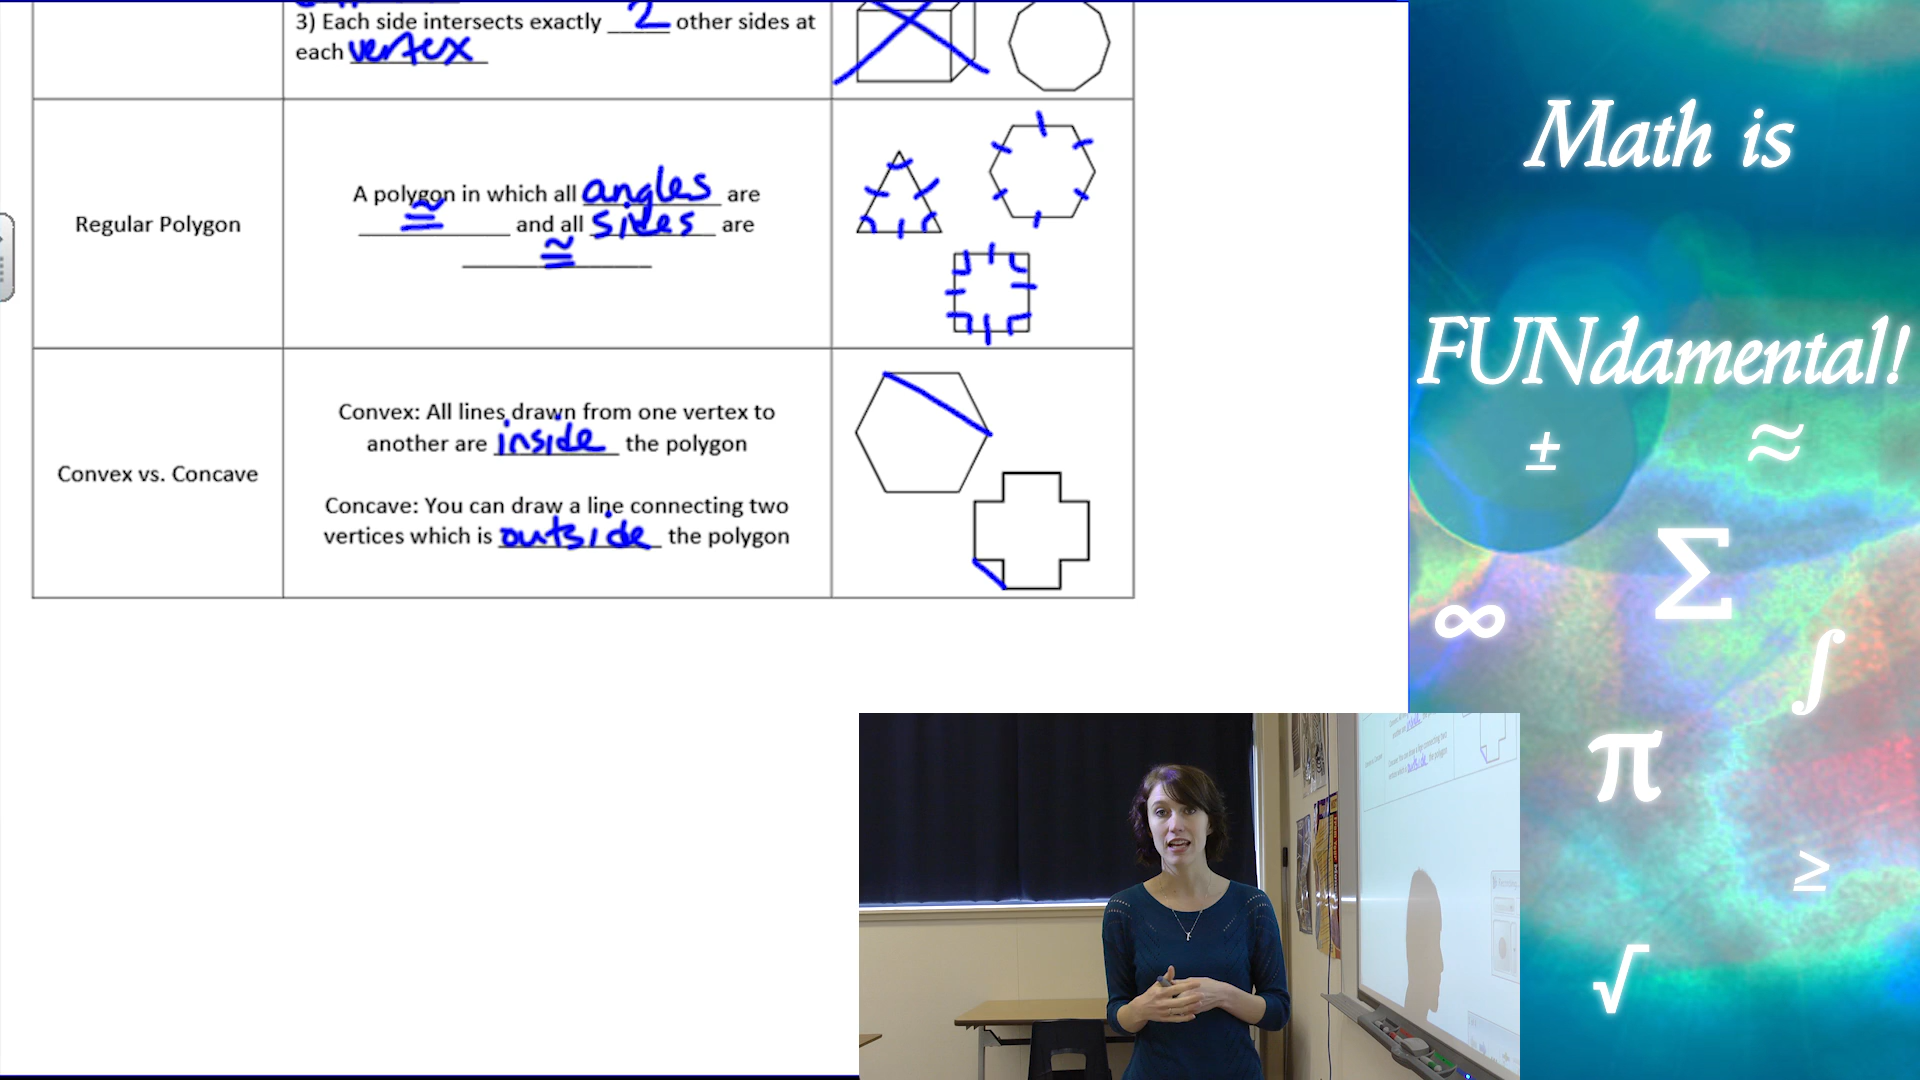 3) Each side intersects exactly 2 other sides at
each vertex
Regular Polygon
A polygon in which all angles are
≅ and all sides are
≅
Convex vs. Concave
Convex: All lines drawn from one vertex to
another are inside the polygon
Concave: You can draw a line connecting two
vertices which is outside the polygon
Math is
FUNdamental!
± ≈
Σ
∞
∫
π
≥
√